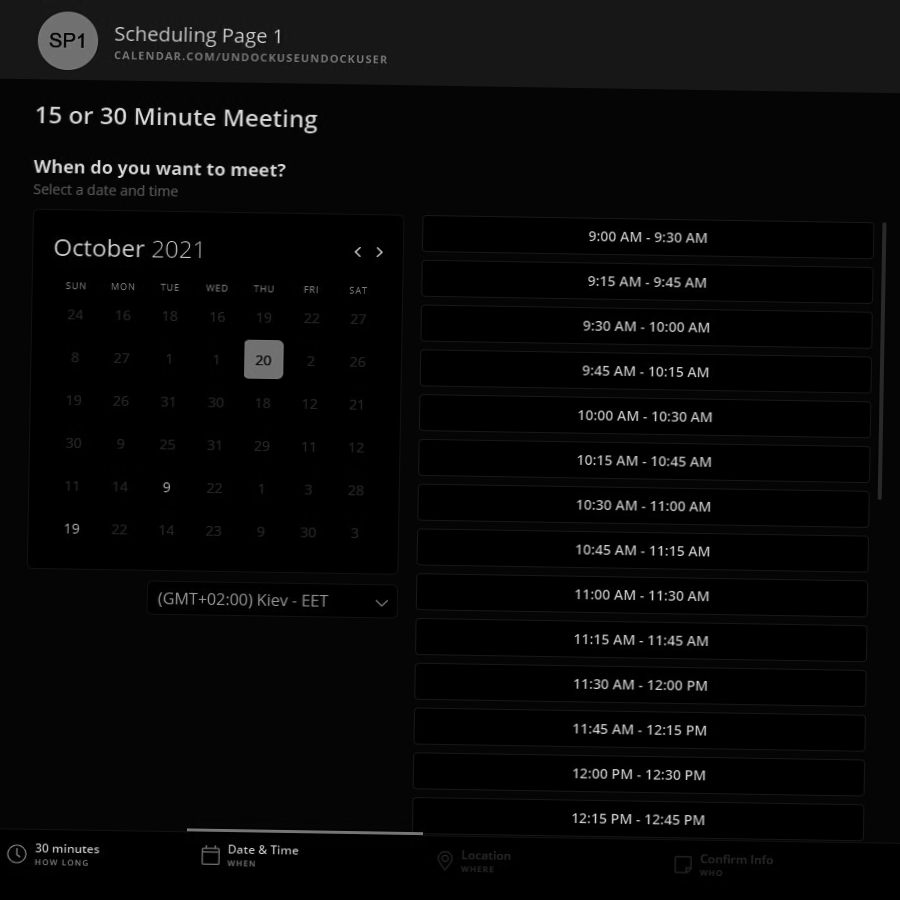 SP1
Scheduling Page 1
CALENDAR.COM/UNDOCKUSEUNDOCKUSER
15 or 30 Minute Meeting
When do you want to meet?
Select a date and time
October 2021
SUN MON TUE WED THU FRI SAT
24 16 18 16 19 22 27
8 27 1 1 20 2 26
19 26 31 30 18 12 21
30 9 25 31 29 11 12
11 14 9 22 1 3 28
19 22 14 23 9 30 3
(GMT+02:00) Kiev - EET
9:00 AM - 9:30 AM
9:15 AM - 9:45 AM
9:30 AM - 10:00 AM
9:45 AM - 10:15 AM
10:00 AM - 10:30 AM
10:15 AM - 10:45 AM
10:30 AM - 11:00 AM
10:45 AM - 11:15 AM
11:00 AM - 11:30 AM
11:15 AM - 11:45 AM
11:30 AM - 12:00 PM
11:45 AM - 12:15 PM
12:00 PM - 12:30 PM
12:15 PM - 12:45 PM
30 minutes
HOW LONG
Date & Time
WHEN
Location
WHERE
Confirm Info
WHO